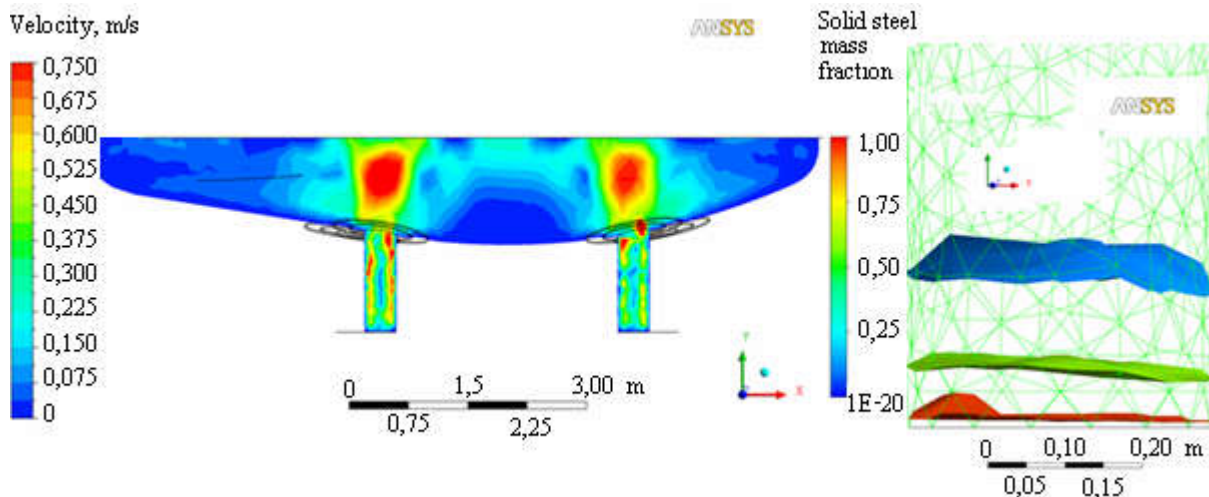 Velocity, m/s
0,750
0,675
0,600
0,525
0,450
0,375
0,300
0,225
0,150
0,075
0
ANSYS
0 1,5 3,00 m
0,75 2,25
Y
X
Solid steel
mass
fraction
1,00
0,75
0,50
0,25
1E-20
ANSYS
0 0,10 0,20 m
0,05 0,15